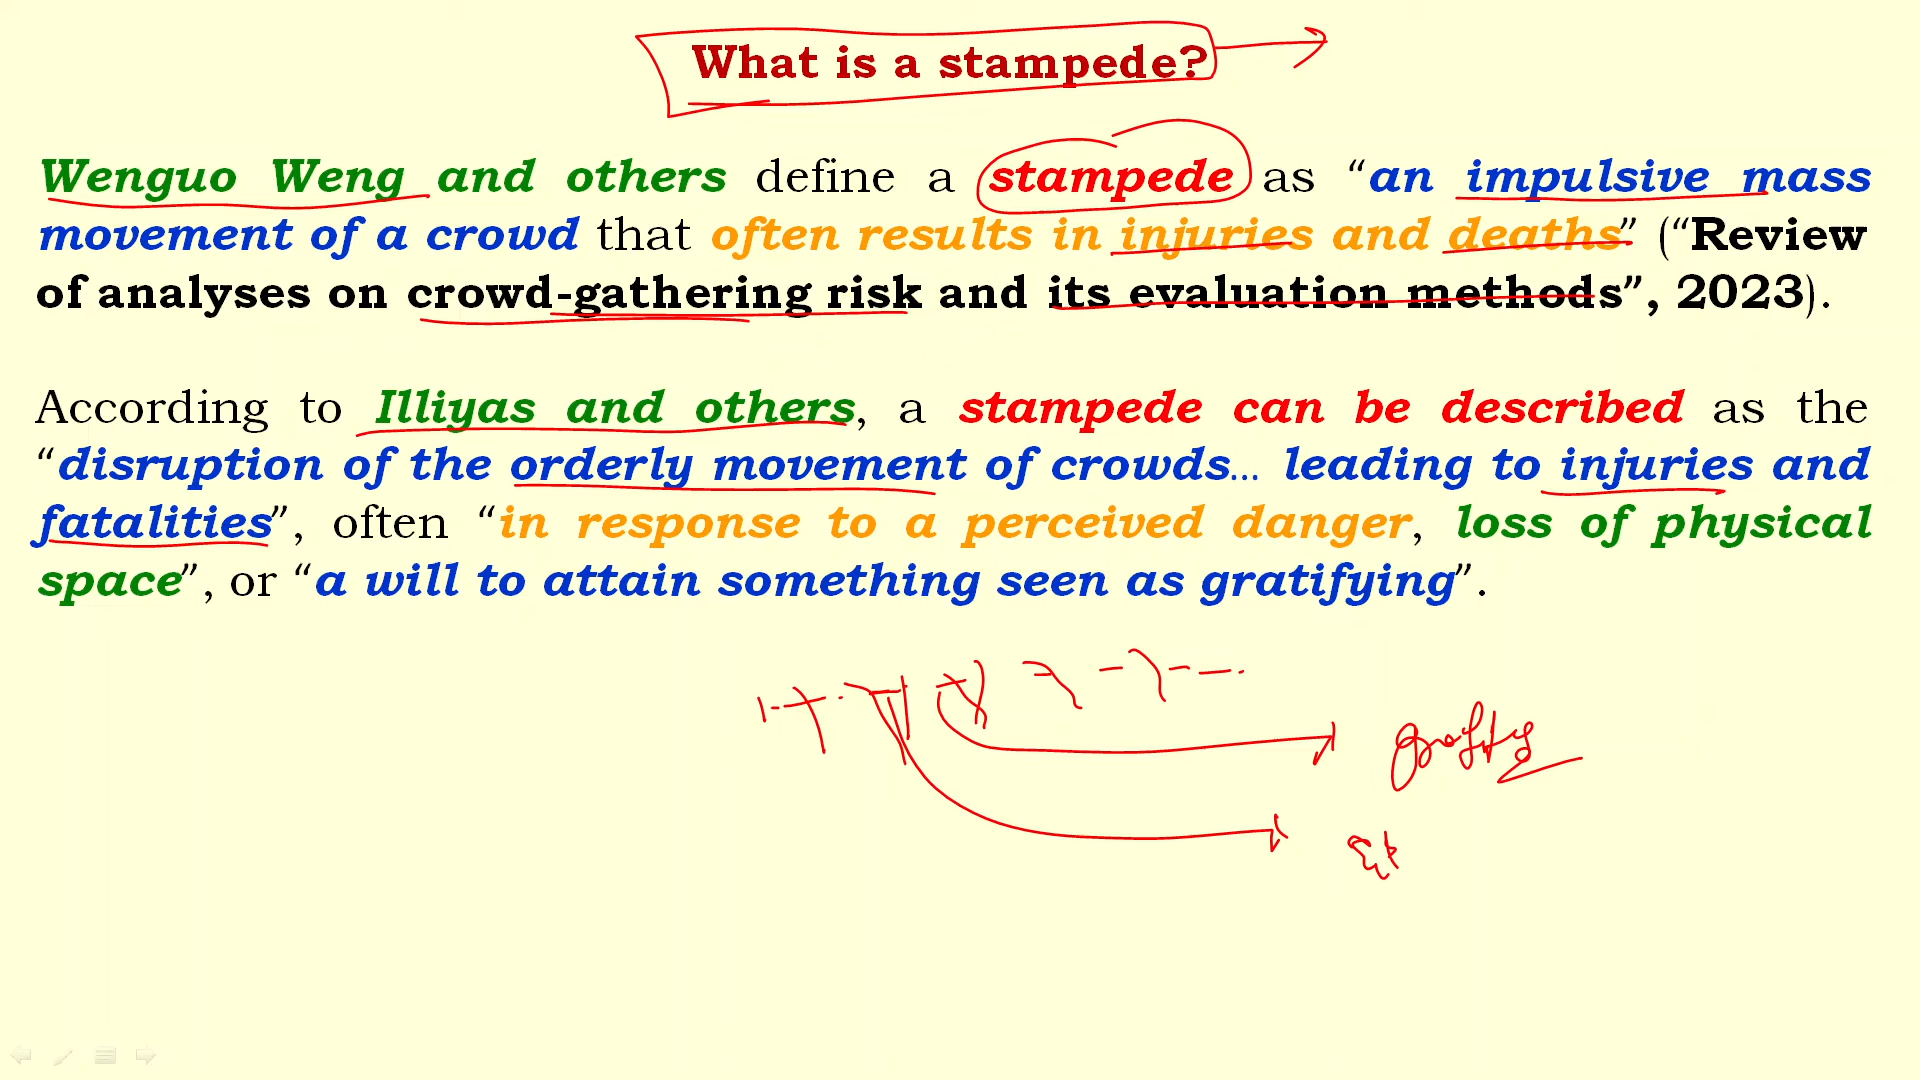 What is a stampede?
Wenguo Weng and others define a stampede as “an impulsive mass
movement of a crowd that often results in injuries and deaths” (“Review
of analyses on crowd-gathering risk and its evaluation methods”, 2023).
According to Illiyas and others, a stampede can be described as the
“disruption of the orderly movement of crowds… leading to injuries and
fatalities”, often “in response to a perceived danger, loss of physical
space”, or “a will to attain something seen as gratifying”.